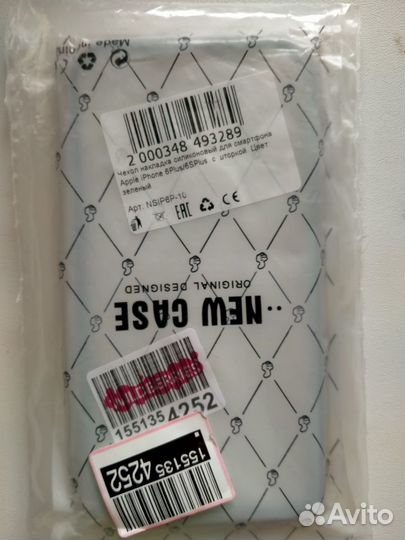 Made in
2 000348 493289
Чехол накладка силиконовый для смартфона
Apple iPhone 6Plus/6SPlus с шторкой Цвет
зеленый
Арт: NSIP6P-10
EAC
CE
ORIGINAL DESIGNED
..NEW CASE
155135 4252
155135
4252
Avito